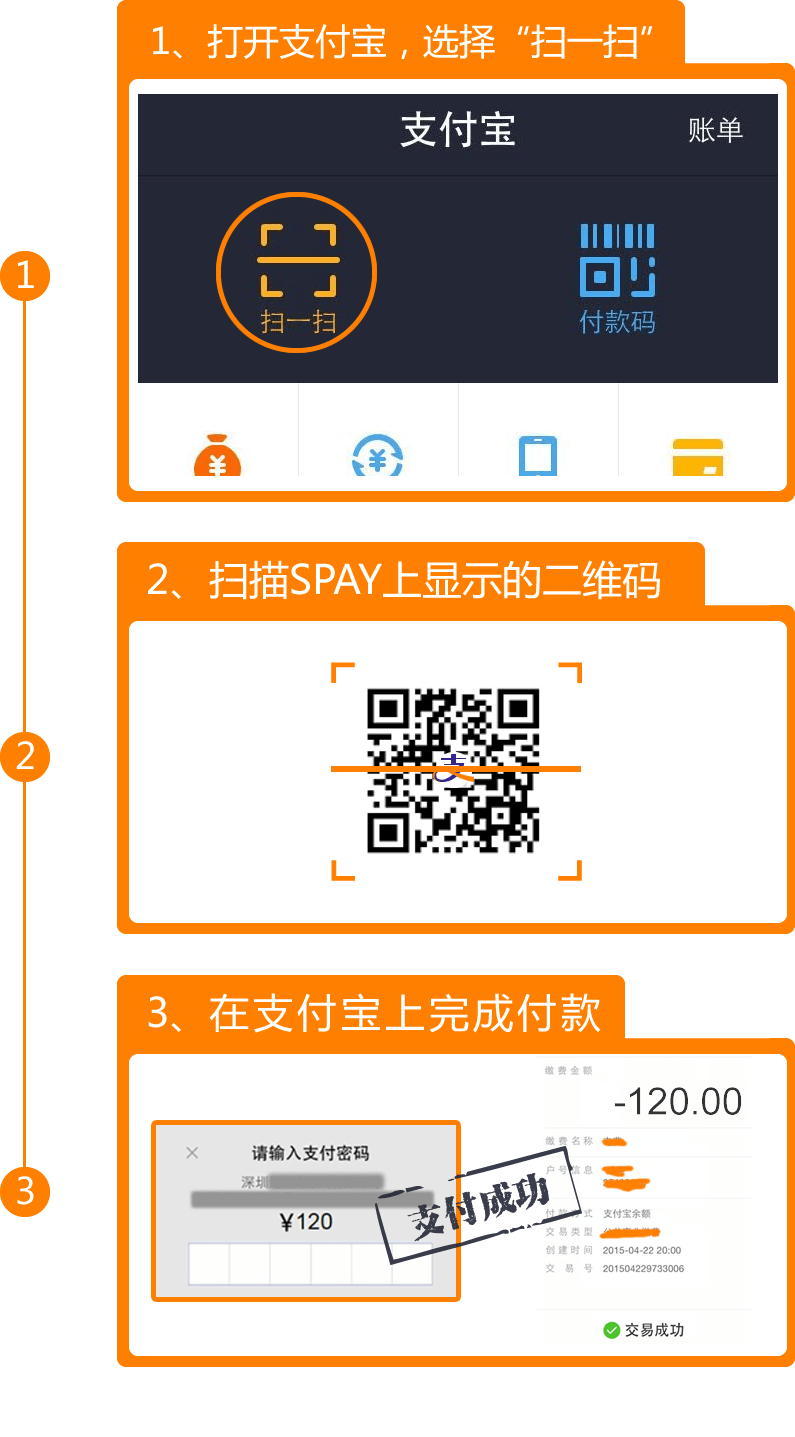 1、打开支付宝，选择“扫一扫”
支付宝
账单
1
扫一扫
付款码
2、扫描SPAY上显示的二维码
2
支
3、在支付宝上完成付款
3
请输入支付密码
深圳
¥120
支付成功
缴费金额
-120.00
缴费名称
户号信息
付款方式 支付宝余额
交易类型
创建时间 2015-04-22 20:00
交易号 201504229733006
交易成功